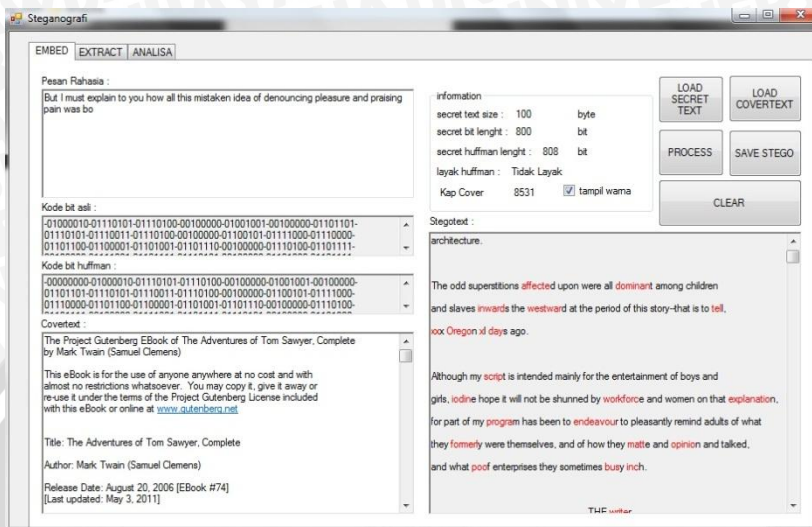 Steganografi
EMBED EXTRACT ANALISA
Pesan Rahasia :
But I must explain to you how all this mistaken idea of denouncing pleasure and praising
pain was bo
Kode bit asli :
-01000010-01110101-01110100-00100000-01001001-00100000-01101101-
01110101-01110011-01110100-00100000-01100101-01111000-01110000-
01101100-01100001-01101001-01101110-00100000-01110100-01101111-
Kode bit huffman :
-00000000-01000010-01110101-01110100-00100000-01001001-00100000-
01101101-01110101-01110011-01110100-00100000-01100101-01111000-
01110000-01101100-01100001-01101001-01101110-00100000-01110100-
Covertext :
The Project Gutenberg EBook of The Adventures of Tom Sawyer, Complete
by Mark Twain (Samuel Clemens)
This eBook is for the use of anyone anywhere at no cost and with
almost no restrictions whatsoever. You may copy it, give it away or
re-use it under the terms of the Project Gutenberg License included
with this eBook or online at www.gutenberg.net
Title: The Adventures of Tom Sawyer, Complete
Author: Mark Twain (Samuel Clemens)
Release Date: August 20, 2006 [EBook #74]
[Last updated: May 3, 2011]
information
secret text size : 100 byte
secret bit lenght : 800 bit
secret huffman lenght : 808 bit
layak huffman : Tidak Layak
Kap Cover 8531 tampil warna
LOAD SECRET TEXT
LOAD COVERTEXT
PROCESS
SAVE STEGO
CLEAR
Stegotext :
architecture.
The odd superstitions affected upon were all dominant among children
and slaves inwards the westward at the period of this story--that is to tell,
xxx Oregon xl days ago.
Although my script is intended mainly for the entertainment of boys and
girls, iodine hope it will not be shunned by workforce and women on that explanation,
for part of my program has been to endeavour to pleasantly remind adults of what
they formerly were themselves, and of how they matte and opinion and talked,
and what poof enterprises they sometimes busy inch.
THE writer